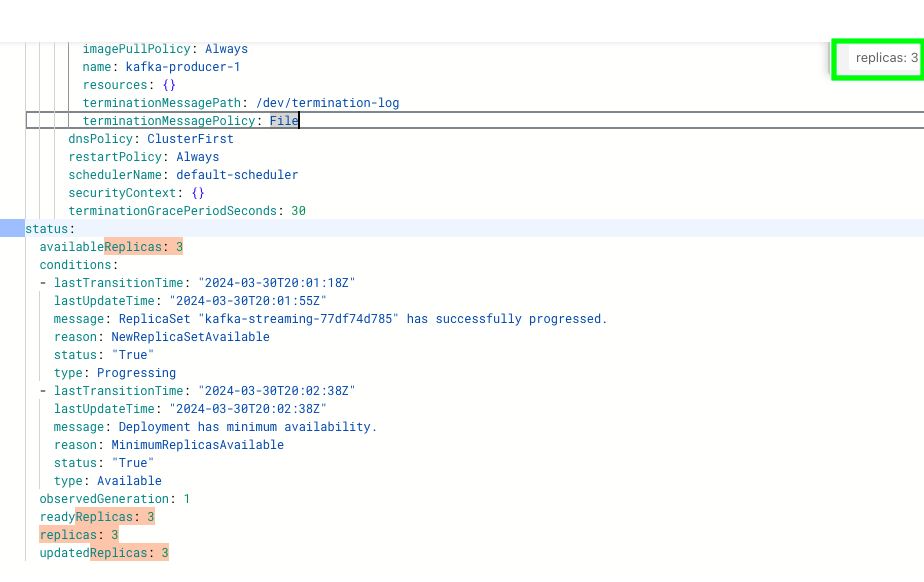 replicas: 3
imagePullPolicy: Always
name: kafka-producer-1
resources: {}
terminationMessagePath: /dev/termination-log
terminationMessagePolicy: File
dnsPolicy: ClusterFirst
restartPolicy: Always
schedulerName: default-scheduler
securityContext: {}
terminationGracePeriodSeconds: 30
status:
availableReplicas: 3
conditions:
- lastTransitionTime: "2024-03-30T20:01:18Z"
lastUpdateTime: "2024-03-30T20:01:55Z"
message: ReplicaSet "kafka-streaming-77df74d785" has successfully progressed.
reason: NewReplicaSetAvailable
status: "True"
type: Progressing
- lastTransitionTime: "2024-03-30T20:02:38Z"
lastUpdateTime: "2024-03-30T20:02:38Z"
message: Deployment has minimum availability.
reason: MinimumReplicasAvailable
status: "True"
type: Available
observedGeneration: 1
readyReplicas: 3
replicas: 3
updatedReplicas: 3